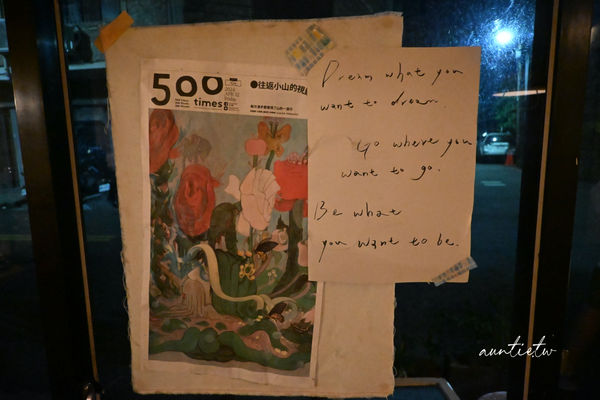 500
times
●往返小山的視
Dream what you
want to dream.
Go where you
want to go.
Be what
you want to be.
auntie.tw